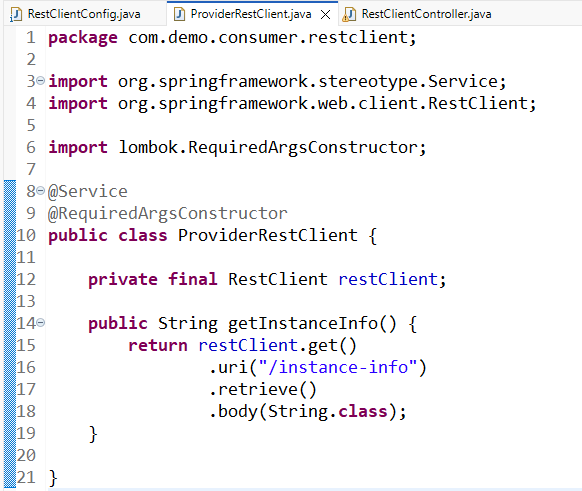 RestClientConfig.java ProviderRestClient.java RestClientController.java
1 package com.demo.consumer.restclient;
2
3 import org.springframework.stereotype.Service;
4 import org.springframework.web.client.RestClient;
5
6 import lombok.RequiredArgsConstructor;
7
8 @Service
9 @RequiredArgsConstructor
10 public class ProviderRestClient {
11
12     private final RestClient restClient;
13
14     public String getInstanceInfo() {
15         return restClient.get()
16                 .uri("/instance-info")
17                 .retrieve()
18                 .body(String.class);
19     }
20
21 }